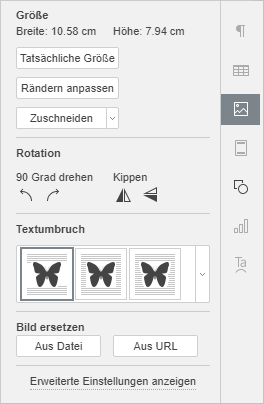 Größe
Breite: 10.58 cm Höhe: 7.94 cm
Tatsächliche Größe
Rändern anpassen
Zuschneiden
Rotation
90 Grad drehen Kippen
Textumbruch
Bild ersetzen
Aus Datei Aus URL
Erweiterte Einstellungen anzeigen
Ta